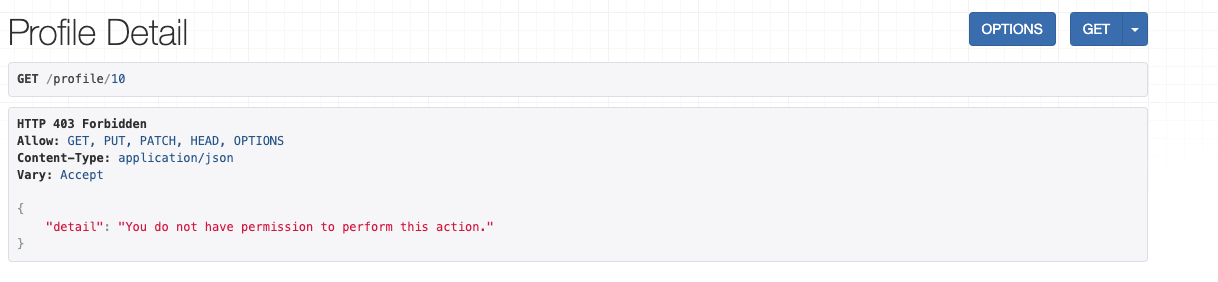 Profile Detail
OPTIONS
GET
GET /profile/10
HTTP 403 Forbidden
Allow: GET, PUT, PATCH, HEAD, OPTIONS
Content-Type: application/json
Vary: Accept
{
"detail": "You do not have permission to perform this action."
}